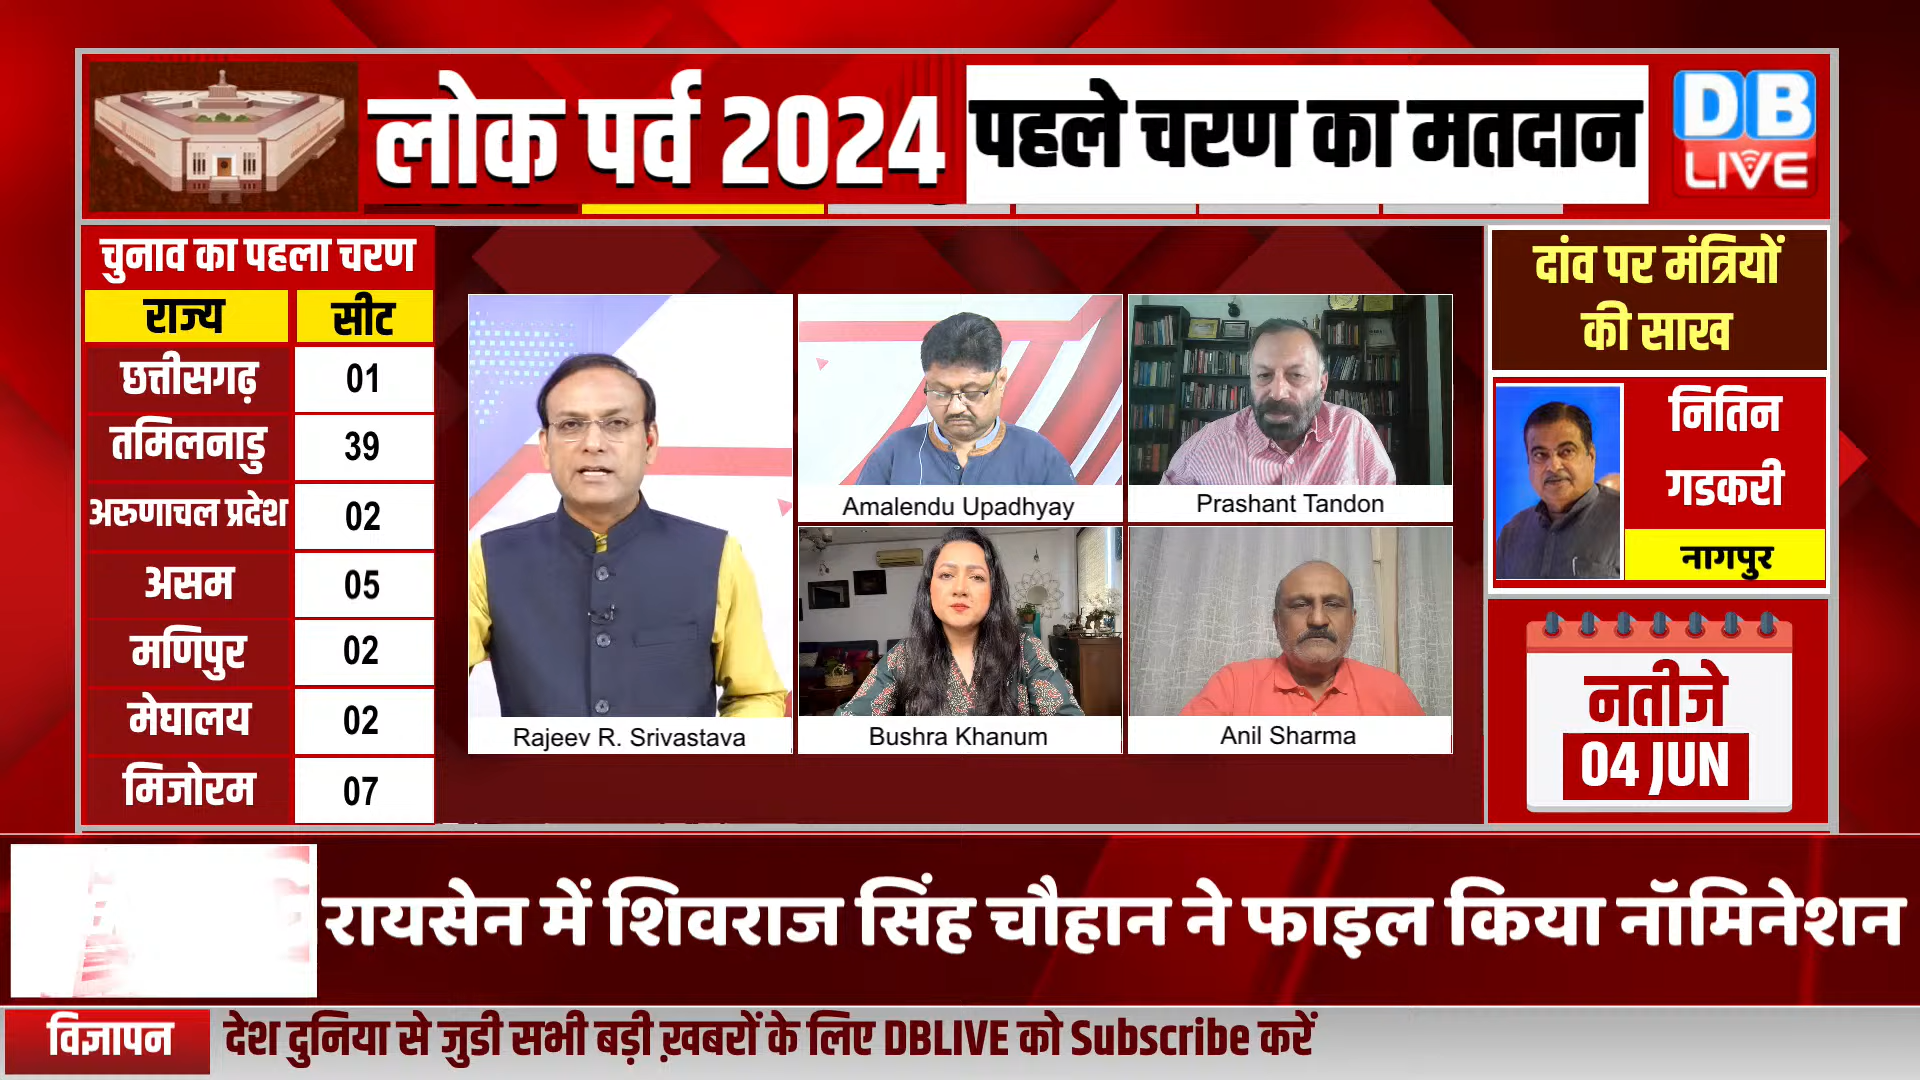 लोक पर्व 2024
पहले चरण का मतदान
DB
LIVE
चुनाव का पहला चरण
राज्य सीट
छत्तीसगढ़ 01
तमिलनाडु 39
अरुणाचल प्रदेश 02
असम 05
मणिपुर 02
मेघालय 02
मिजोरम 07
Rajeev R. Srivastava
Amalendu Upadhyay
Prashant Tandon
Bushra Khanum
Anil Sharma
दांव पर मंत्रियों
की साख
नितिन
गडकरी
नागपुर
नतीजे
04 JUN
रायसेन में शिवराज सिंह चौहान ने फाइल किया नॉमिनेशन
विज्ञापन
देश दुनिया से जुडी सभी बड़ी ख़बरों के लिए DBLIVE को Subscribe करें